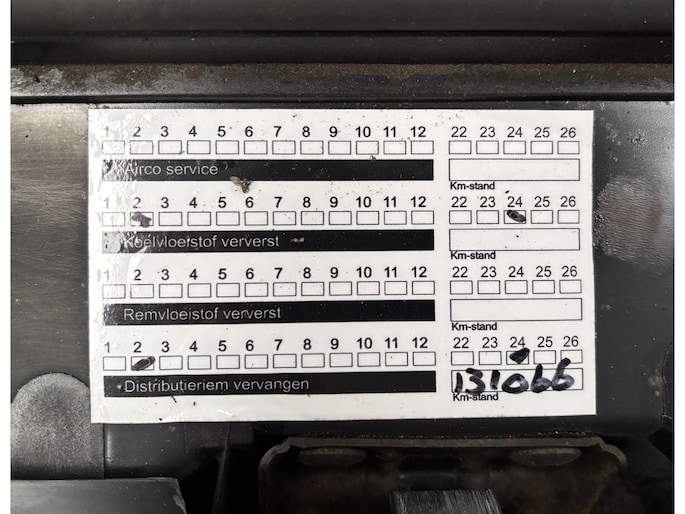 1 2 3 4 5 6 7 8 9 10 11 12 22 23 24 25 26
Airco service
Km-stand
1 2 3 4 5 6 7 8 9 10 11 12 22 23 24 25 26
Koelvloeistof ververst
Km-stand
1 2 3 4 5 6 7 8 9 10 11 12 22 23 24 25 26
Remvloeistof ververst
Km-stand
1 2 3 4 5 6 7 8 9 10 11 12 22 23 24 25 26
Distributieriem vervangen 131066
Km-stand